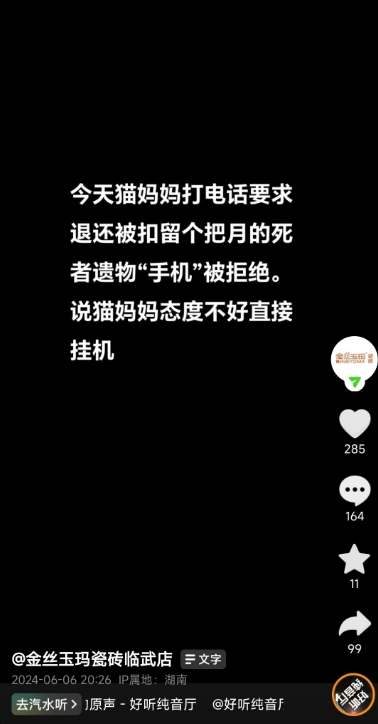 今天猫妈妈打电话要求
退还被扣留个把月的死
者遗物“手机”被拒绝。
说猫妈妈态度不好直接
挂机
金丝玉玛
285
164
11
99
@金丝玉玛瓷砖临武店 文字
2024-06-06 20:26 IP属地：湖南
去汽水听 原声 - 好听纯音厅 @好听纯音